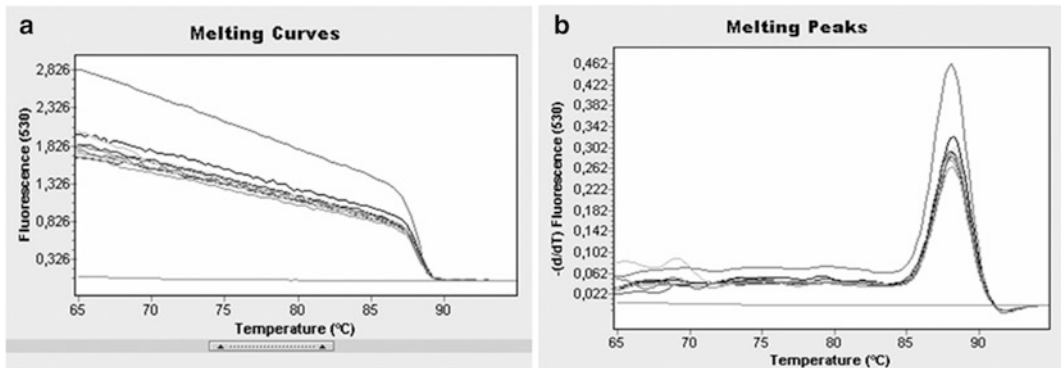 a
Melting Curves
Fluorescence (530)
2,826
2,326
1,826
1,326
0,826
0,326
65 70 75 80 85 90
Temperature (ºC)
b
Melting Peaks
-(d/dT) Fluorescence (530)
0,462
0,422
0,382
0,342
0,302
0,262
0,222
0,182
0,142
0,102
0,062
0,022
65 70 75 80 85 90
Temperature (ºC)